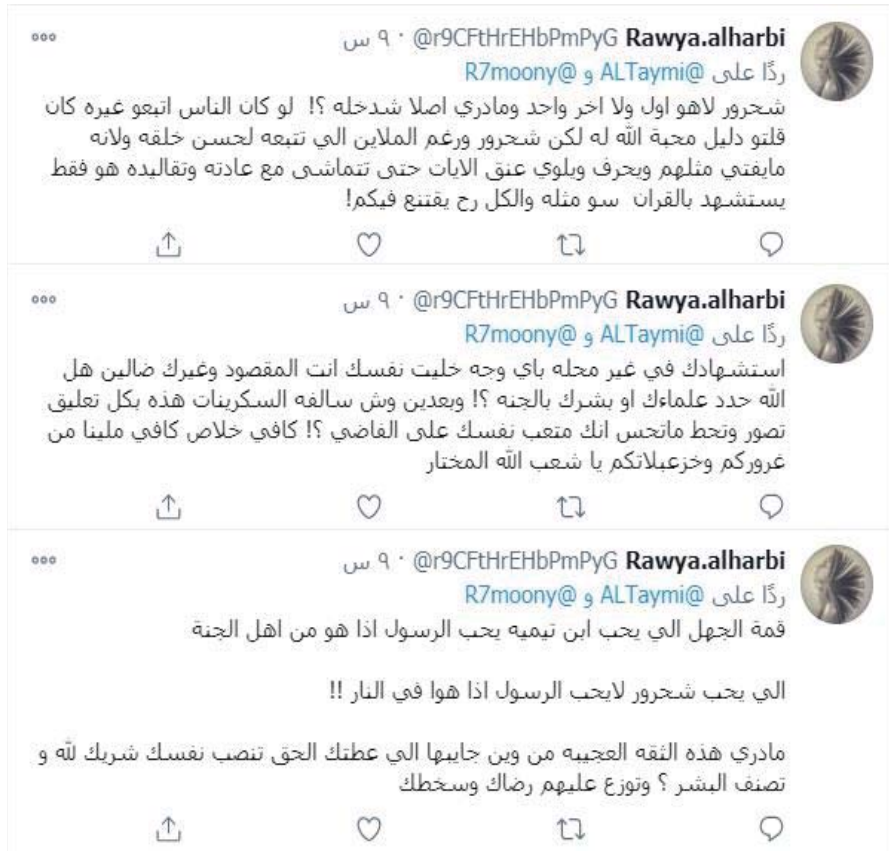 Rawya.alharbi @r9CFtHrEHbPmPyG · ٩ س
ردًا على @ALTaymi و @R7moony
شحرور لاهو اول ولا اخر واحد ومادري اصلا شدخله ؟!  لو كان الناس اتبعو غيره كان
قلتو دليل محبة الله له لكن شحرور ورغم الملاين الي تتبعه لحسن خلقه ولانه
مايفتي مثلهم ويحرف ويلوي عنق الايات حتى تتماشى مع عادته وتقاليده هو فقط
يستشهد بالقران  سو مثله والكل رح يقتنع فيكم!
Rawya.alharbi @r9CFtHrEHbPmPyG · ٩ س
ردًا على @ALTaymi و @R7moony
استشهادك في غير محله باي وجه خليت نفسك انت المقصود وغيرك ضالين هل
الله حدد علماءك او بشرك بالجنه ؟! وبعدين وش سالفه السكرينات هذه بكل تعليق
تصور وتحط ماتحس انك متعب نفسك على الفاضي ؟! كافي خلاص كافي ملينا من
غروركم وخزعبلاتكم يا شعب الله المختار
Rawya.alharbi @r9CFtHrEHbPmPyG · ٩ س
ردًا على @ALTaymi و @R7moony
قمة الجهل الي يحب ابن تيميه يحب الرسول اذا هو من اهل الجنة
الي يحب شحرور لايحب الرسول اذا هوا في النار !!
مادري هذه الثقه العجيبه من وين جايبها الي عطتك الحق تنصب نفسك شريك لله و
تصنف البشر ؟ وتوزع عليهم رضاك وسخطك